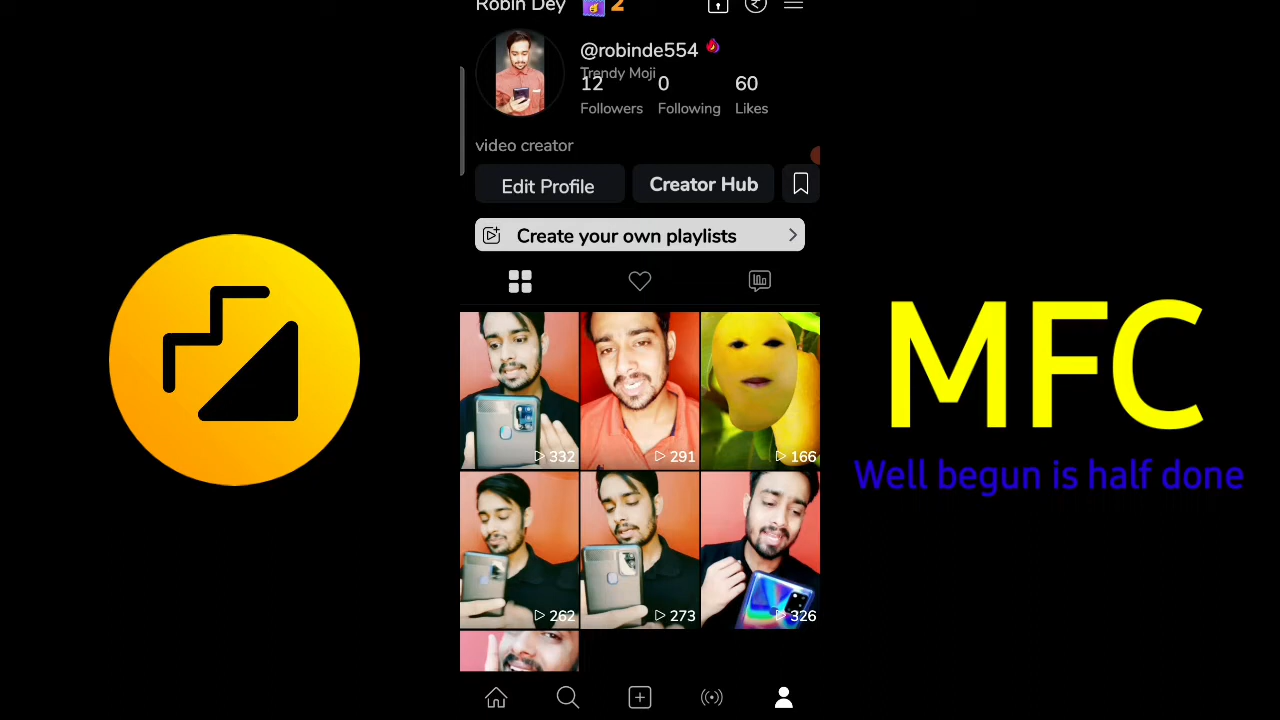 Robin Dey 2
@robinde554
Trendy Moji
12 0 60
Followers Following Likes
video creator
Edit Profile Creator Hub
Create your own playlists
332 291 166
262 273 326
MFC
Well begun is half done